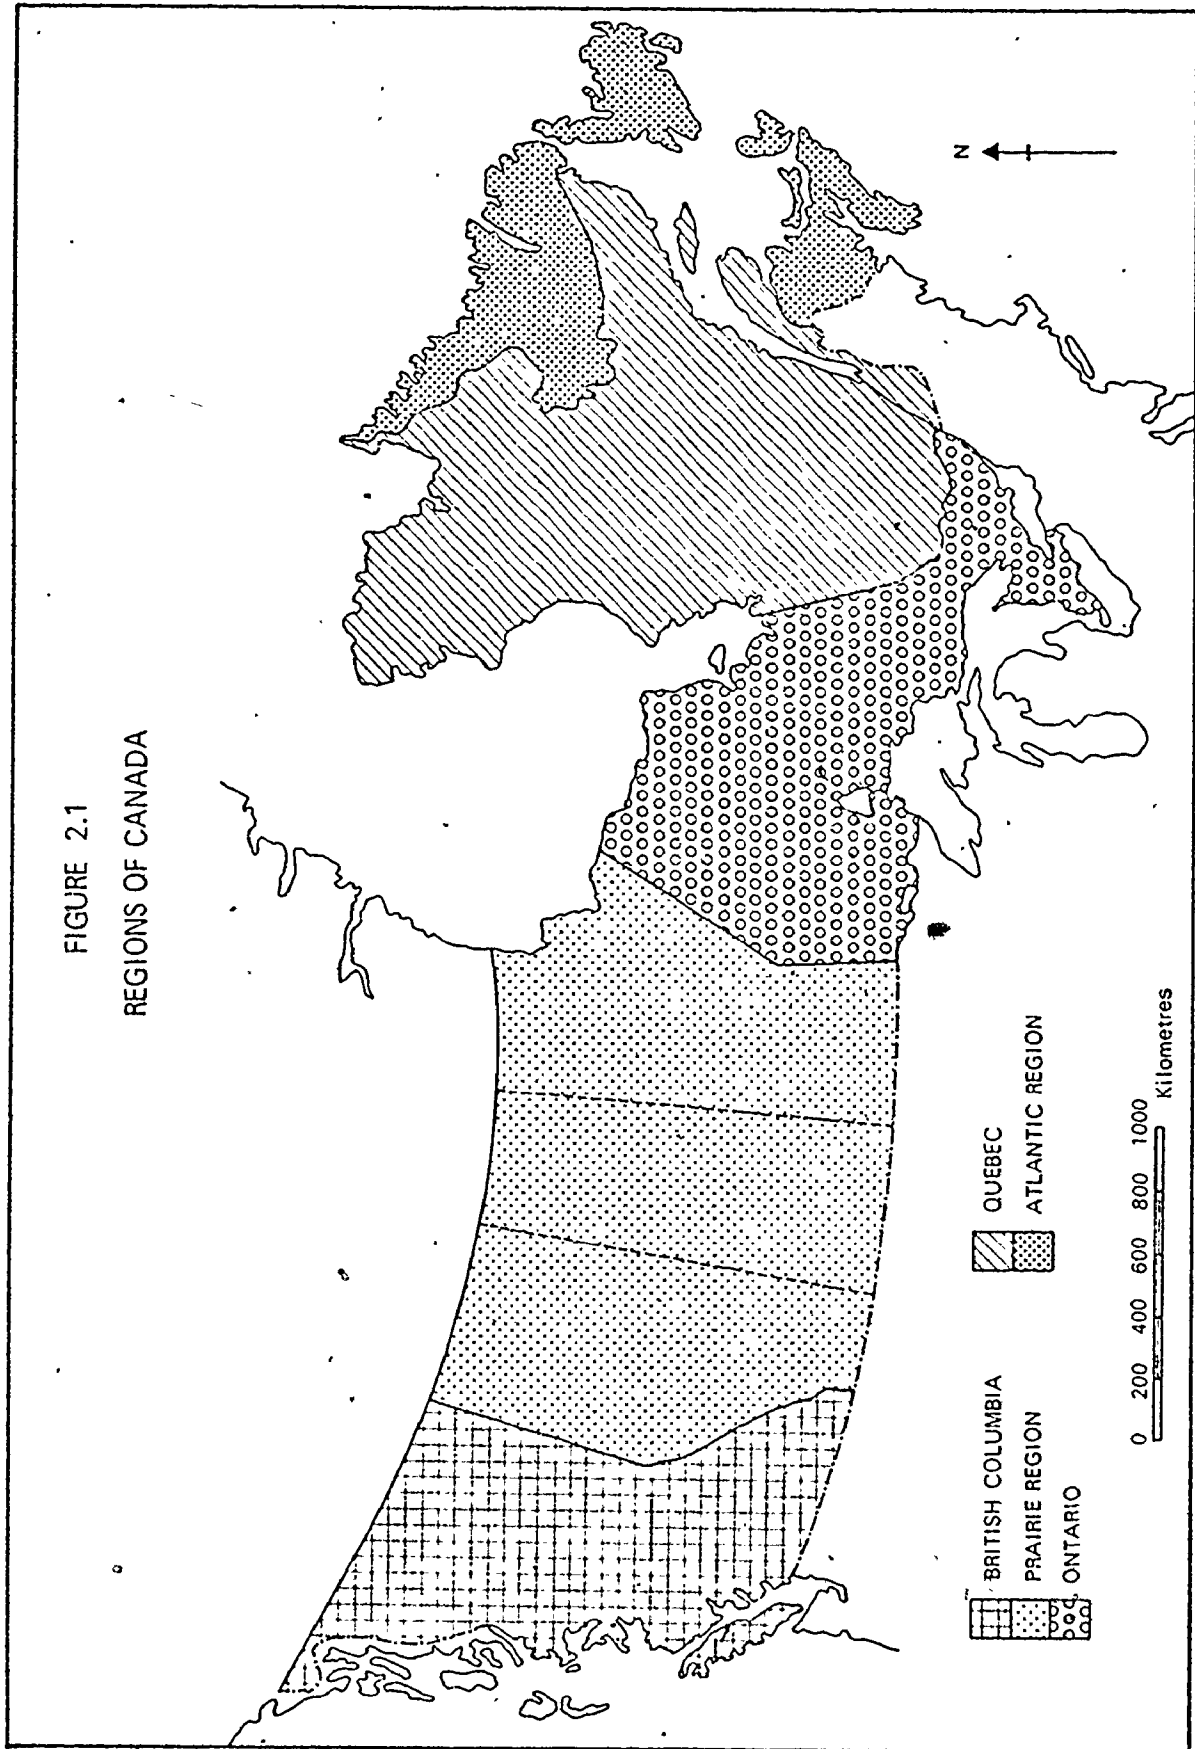 FIGURE 2.1
REGIONS OF CANADA
N
BRITISH COLUMBIA
PRAIRIE REGION
ONTARIO
QUEBEC
ATLANTIC REGION
0 200 400 600 800 1000
Kilometres